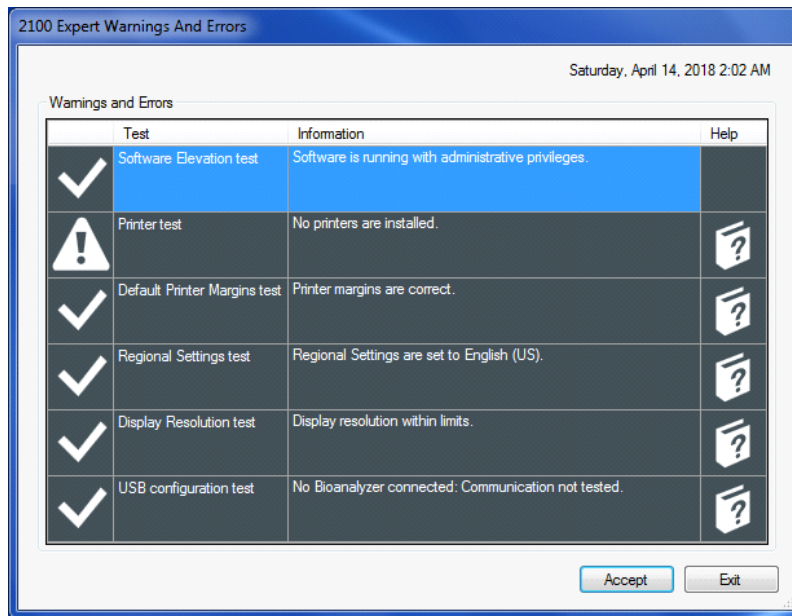 2100 Expert Warnings And Errors
Saturday, April 14, 2018 2:02 AM
Warnings and Errors
Test Information Help
Software Elevation test Software is running with administrative privileges.
Printer test No printers are installed.
Default Printer Margins test Printer margins are correct.
Regional Settings test Regional Settings are set to English (US).
Display Resolution test Display resolution within limits.
USB configuration test No Bioanalyzer connected: Communication not tested.
Accept Exit